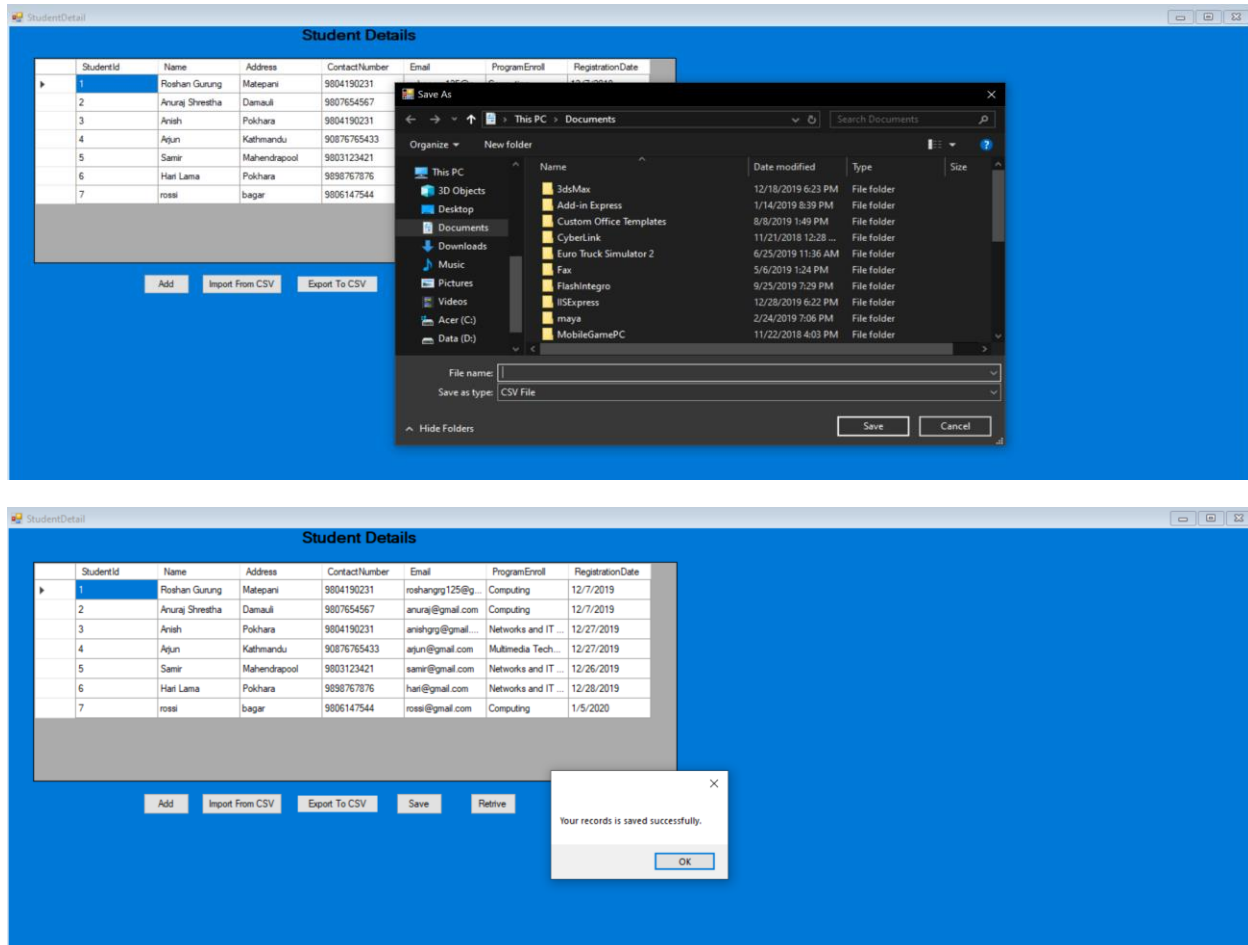 StudentDetail
Student Details
StudentId Name Address ContactNumber Email ProgramEnroll RegistrationDate
1 Roshan Gurung Matepani 9804190231
2 Anuraj Shrestha Damauli 9807654567
3 Anish Pokhara 9804190231
4 Arjun Kathmandu 90876765433
5 Samir Mahendrapool 9803123421
6 Hari Lama Pokhara 9898767876
7 rossi bagar 9806147544
Add Import From CSV Export To CSV
Save As
This PC > Documents Search Documents
Organize New folder
Name Date modified Type Size
This PC
3D Objects
Desktop
Documents
Downloads
Music
Pictures
Videos
Acer (C:)
Data (D:)
3dsMax 12/18/2019 6:23 PM File folder
Add-in Express 1/14/2019 8:39 PM File folder
Custom Office Templates 8/8/2019 1:49 PM File folder
CyberLink 11/21/2018 12:28 ... File folder
Euro Truck Simulator 2 6/25/2019 11:36 AM File folder
Fax 5/6/2019 1:24 PM File folder
FlashIntegro 9/25/2019 7:29 PM File folder
IISExpress 12/28/2019 6:22 PM File folder
maya 2/24/2019 7:06 PM File folder
MobileGamePC 11/22/2018 4:03 PM File folder
File name:
Save as type: CSV File
Hide Folders Save Cancel
StudentDetail
Student Details
StudentId Name Address ContactNumber Email ProgramEnroll RegistrationDate
1 Roshan Gurung Matepani 9804190231 roshangrg125@g... Computing 12/7/2019
2 Anuraj Shrestha Damauli 9807654567 anuraj@gmail.com Computing 12/7/2019
3 Anish Pokhara 9804190231 anishgrg@gmail.... Networks and IT ... 12/27/2019
4 Arjun Kathmandu 90876765433 arjun@gmail.com Multimedia Tech... 12/27/2019
5 Samir Mahendrapool 9803123421 samir@gmail.com Networks and IT ... 12/26/2019
6 Hari Lama Pokhara 9898767876 hari@gmail.com Networks and IT ... 12/28/2019
7 rossi bagar 9806147544 rossi@gmail.com Computing 1/5/2020
Add Import From CSV Export To CSV Save Retrive
Your records is saved successfully.
OK